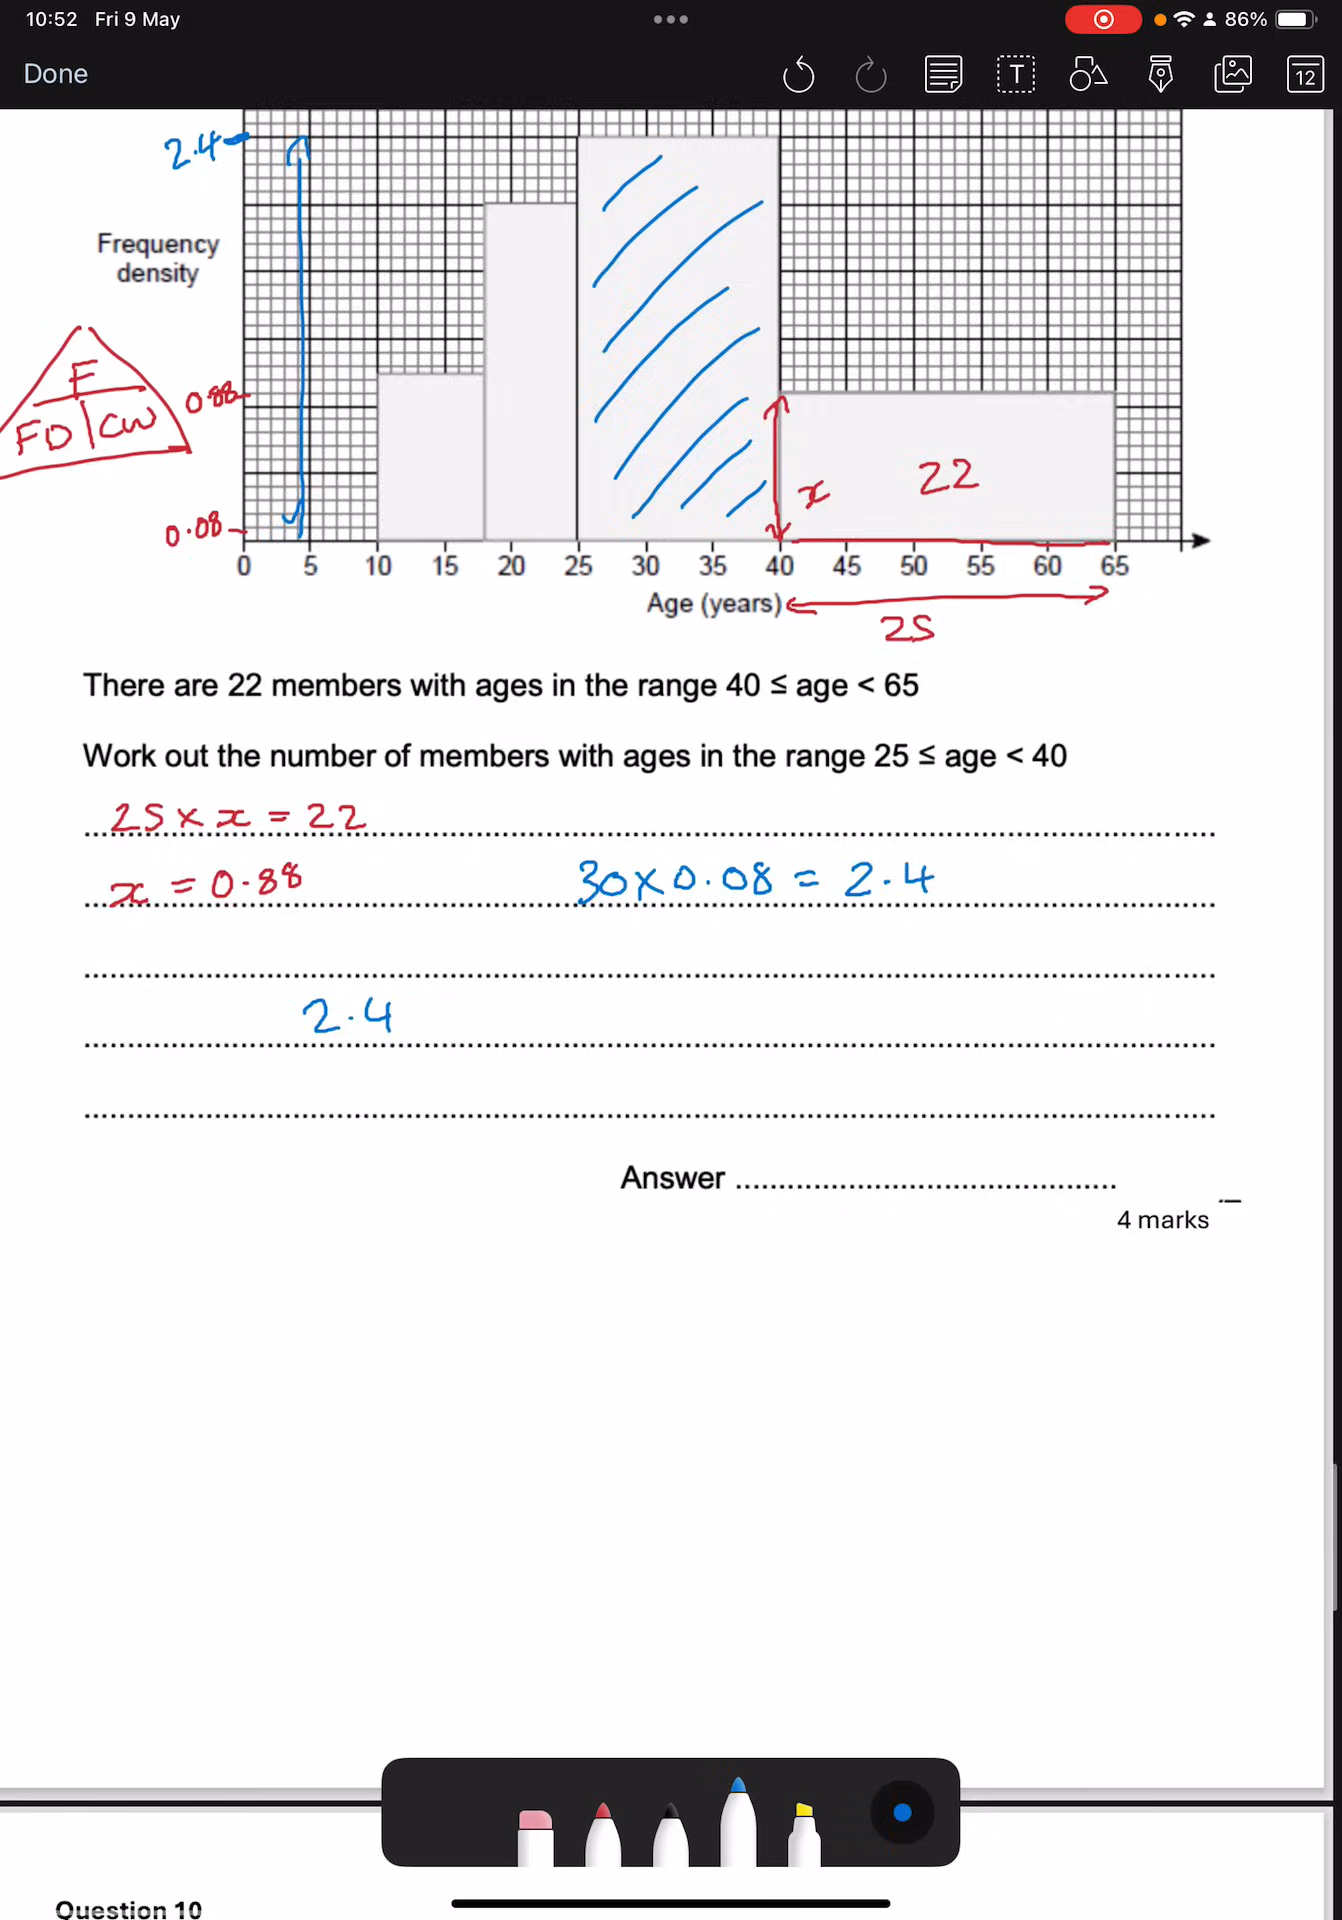 10:52 Fri 9 May
86%
Done
T
12
2.4
Frequency
density
F
FD CW
0.88
0.08
x
22
0 5 10 15 20 25 30 35 40 45 50 55 60 65
Age (years)
25
There are 22 members with ages in the range 40 ≤ age < 65
Work out the number of members with ages in the range 25 ≤ age < 40
25 × x = 22
x = 0.88 30×0.08 = 2.4
2.4
Answer
4 marks
Question 10